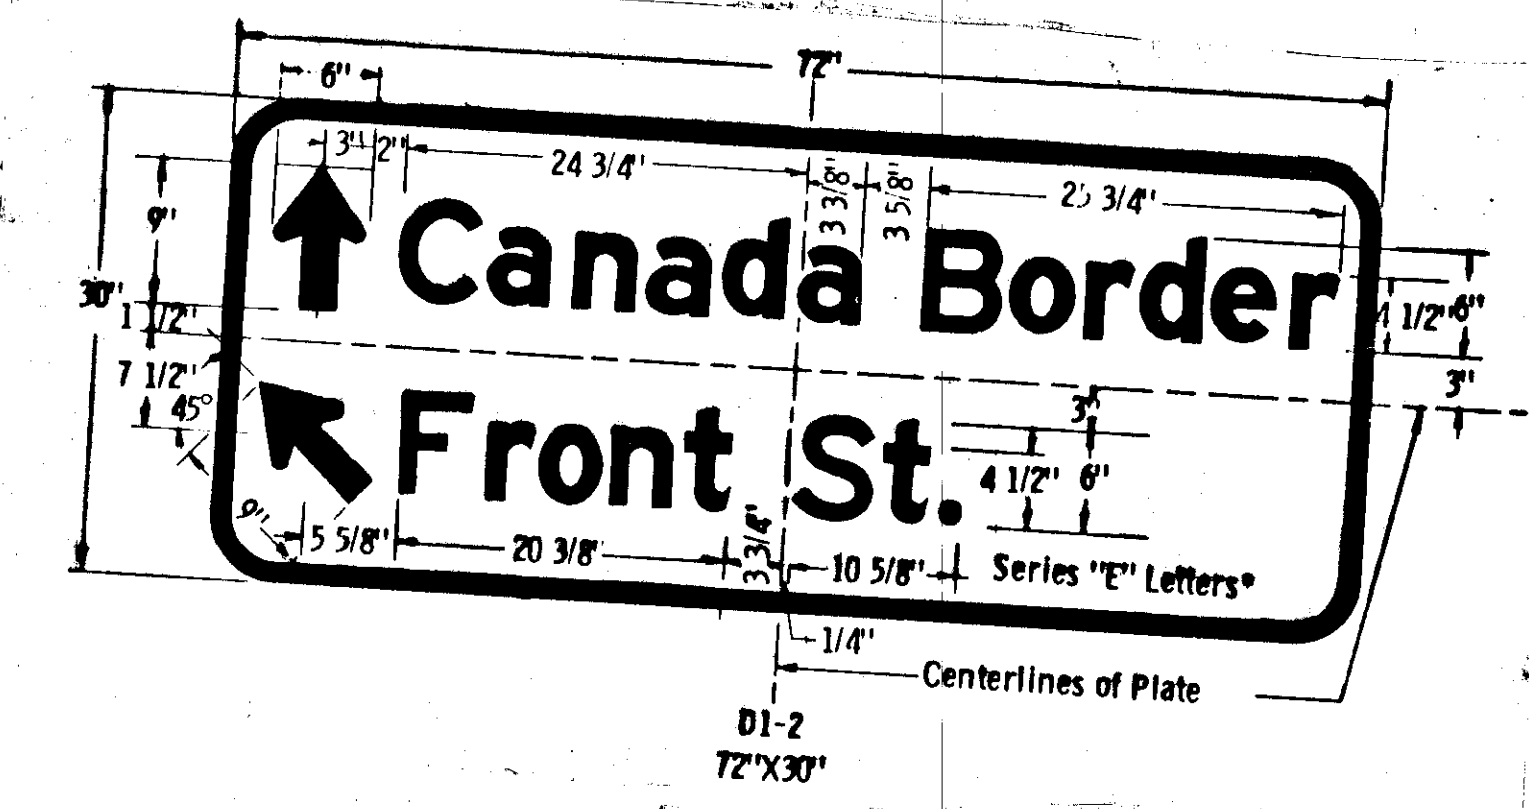 72"
6"
3" 2" 24 3/4" 3 3/8" 3 5/8" 25 3/4"
9"
Canada Border
30"
1 1/2"
4 1/2" 6"
7 1/2"
3"
45°
3"
Front St.
4 1/2" 6"
9"
5 5/8" 20 3/8" 3 3/4" 10 5/8" Series "E" Letters*
1/4"
Centerlines of Plate
D1-2
72"X30"